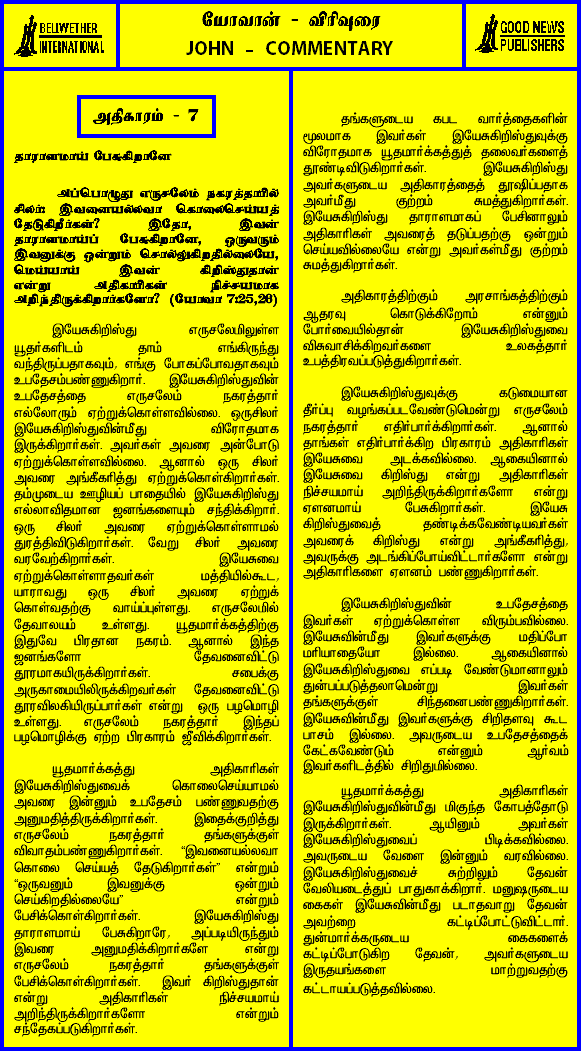 BELWETHER
INTERNATIONAL
யோவான் - விரிவுரை
JOHN - COMMENTARY
GOOD NEWS
PUBLISHERS
அதிகாரம் - 7
தாராளமாய் பேசுகிறானே
அப்பொழுது எருசலேம் நகரத்தாரில்
சிலர்: இவனையல்லவா கொலைசெய்யத்
தேடுகிறார்கள்? இதோ, இவன்
தாராளமாய்ப் பேசுகிறானே, ஒருவரும்
இவனுக்கு ஒன்றும் சொல்லுகிறதில்லையே,
மெய்யாய் இவன் கிறிஸ்துதான்
என்று அதிகாரிகள் நிச்சயமாக
அறிந்திருக்கிறார்களோ? (யோவா 7:25,26)
இயேசுகிறிஸ்து எருசலேமிலுள்ள
யூதர்களிடம் தாம் எங்கிருந்து
வந்திருப்பதாகவும், எங்கு போகப்போவதாகவும்
உபதேசம்பண்ணுகிறார். இயேசுகிறிஸ்துவின்
உபதேசத்தை எருசலேம் நகரத்தார்
எல்லோரும் ஏற்றுக்கொள்ளவில்லை. ஒருசிலர்
இயேசுகிறிஸ்துவின்மீது விரோதமாக
இருக்கிறார்கள். அவர்கள் அவரை அன்போடு
ஏற்றுக்கொள்ளவில்லை. ஆனால் ஒரு சிலர்
அவரை அங்கீகரித்து ஏற்றுக்கொள்கிறார்கள்.
தம்முடைய ஊழியப் பாதையில் இயேசுகிறிஸ்து
எல்லாவிதமான ஜனங்களையும் சந்திக்கிறார்.
ஒரு சிலர் அவரை ஏற்றுக்கொள்ளாமல்
துரத்திவிடுகிறார்கள். வேறு சிலர் அவரை
வரவேற்கிறார்கள். இயேசுவை
ஏற்றுக்கொள்ளாதவர்கள் மத்தியில்கூட,
யாராவது ஒரு சிலர் அவரை ஏற்றுக்
கொள்வதற்கு வாய்ப்புள்ளது. எருசலேமில்
தேவாலயம் உள்ளது. யூதமார்க்கத்திற்கு
இதுவே பிரதான நகரம். ஆனால் இந்த
ஜனங்களோ தேவனைவிட்டு
தூரமாகயிருக்கிறார்கள். சபைக்கு
அருகாமையிலிருக்கிறவர்கள் தேவனைவிட்டு
தூரவிலகியிருப்பார்கள் என்று ஒரு பழமொழி
உள்ளது. எருசலேம் நகரத்தார் இந்தப்
பழமொழிக்கு ஏற்ற பிரகாரம் ஜீவிக்கிறார்கள்.
யூதமார்க்கத்து அதிகாரிகள்
இயேசுகிறிஸ்துவைக் கொலைசெய்யாமல்
அவரை இன்னும் உபதேசம் பண்ணுவதற்கு
அனுமதித்திருக்கிறார்கள். இதைக்குறித்து
எருசலேம் நகரத்தார் தங்களுக்குள்
விவாதம்பண்ணுகிறார்கள். “இவனையல்லவா
கொலை செய்யத் தேடுகிறார்கள்” என்றும்
“ஒருவனும் இவனுக்கு ஒன்றும்
செய்கிறதில்லையே” என்றும்
பேசிக்கொள்கிறார்கள். இயேசுகிறிஸ்து
தாராளமாய் பேசுகிறாரே, அப்படியிருந்தும்
இவரை அனுமதிக்கிறார்களே என்று
எருசலேம் நகரத்தார் தங்களுக்குள்
பேசிக்கொள்கிறார்கள். இவர் கிறிஸ்துதான்
என்று அதிகாரிகள் நிச்சயமாய்
அறிந்திருக்கிறார்களோ என்றும்
சந்தேகப்படுகிறார்கள்.
தங்களுடைய கபட வார்த்தைகளின்
மூலமாக இவர்கள் இயேசுகிறிஸ்துவுக்கு
விரோதமாக யூதமார்க்கத்துத் தலைவர்களைத்
தூண்டிவிடுகிறார்கள். இயேசுகிறிஸ்து
அவர்களுடைய அதிகாரத்தைத் தூஷிப்பதாக
அவர்மீது குற்றம் சுமத்துகிறார்கள்.
இயேசுகிறிஸ்து தாராளமாகப் பேசினாலும்
அதிகாரிகள் அவரைத் தடுப்பதற்கு ஒன்றும்
செய்யவில்லையே என்று அவர்கள்மீது குற்றம்
சுமத்துகிறார்கள்.
அதிகாரத்திற்கும் அரசாங்கத்திற்கும்
ஆதரவு கொடுக்கிறோம் என்னும்
போர்வையில்தான் இயேசுகிறிஸ்துவை
விசுவாசிக்கிறவர்களை உலகத்தார்
உபத்திரவப்படுத்துகிறார்கள்.
இயேசுகிறிஸ்துவுக்கு கடுமையான
தீர்ப்பு வழங்கப்படவேண்டுமென்று எருசலேம்
நகரத்தார் எதிர்பார்க்கிறார்கள். ஆனால்
தாங்கள் எதிர்பார்க்கிற பிரகாரம் அதிகாரிகள்
இயேசுவை அடக்கவில்லை. ஆகையினால்
இயேசுவை கிறிஸ்து என்று அதிகாரிகள்
நிச்சயமாய் அறிந்திருக்கிறார்களோ என்று
ஏளனமாய் பேசுகிறார்கள். இயேசு
கிறிஸ்துவைத் தண்டிக்கவேண்டியவர்கள்
அவரைக் கிறிஸ்து என்று அங்கீகரித்து,
அவருக்கு அடங்கிப்போய்விட்டார்களோ என்று
அதிகாரிகளை ஏளனம் பண்ணுகிறார்கள்.
இயேசுகிறிஸ்துவின் உபதேசத்தை
இவர்கள் ஏற்றுக்கொள்ள விரும்பவில்லை.
இயேசுவின்மீது இவர்களுக்கு மதிப்போ
மரியாதையோ இல்லை. ஆகையினால்
இயேசுகிறிஸ்துவை எப்படி வேண்டுமானாலும்
துன்பப்படுத்தலாமென்று இவர்கள்
தங்களுக்குள் சிந்தனைபண்ணுகிறார்கள்.
இயேசுவின்மீது இவர்களுக்கு சிறிதளவு கூட
பாசம் இல்லை. அவருடைய உபதேசத்தைக்
கேட்கவேண்டும் என்னும் ஆர்வம்
இவர்களிடத்தில் சிறிதுமில்லை.
யூதமார்க்கத்து அதிகாரிகள்
இயேசுகிறிஸ்துவின்மீது மிகுந்த கோபத்தோடு
இருக்கிறார்கள். ஆயினும் அவர்கள்
இயேசுகிறிஸ்துவைப் பிடிக்கவில்லை.
அவருடைய வேளை இன்னும் வரவில்லை.
இயேசுகிறிஸ்துவைச் சுற்றிலும் தேவன்
வேலியடைத்துப் பாதுகாக்கிறார். மனுஷருடைய
கைகள் இயேசுவின்மீது படாதவாறு தேவன்
அவற்றை கட்டிப்போட்டுவிட்டார்.
துன்மார்க்கருடைய கைகளைக்
கட்டிப்போடுகிற தேவன், அவர்களுடைய
இருதயங்களை மாற்றுவதற்கு
கட்டாயப்படுத்தவில்லை.